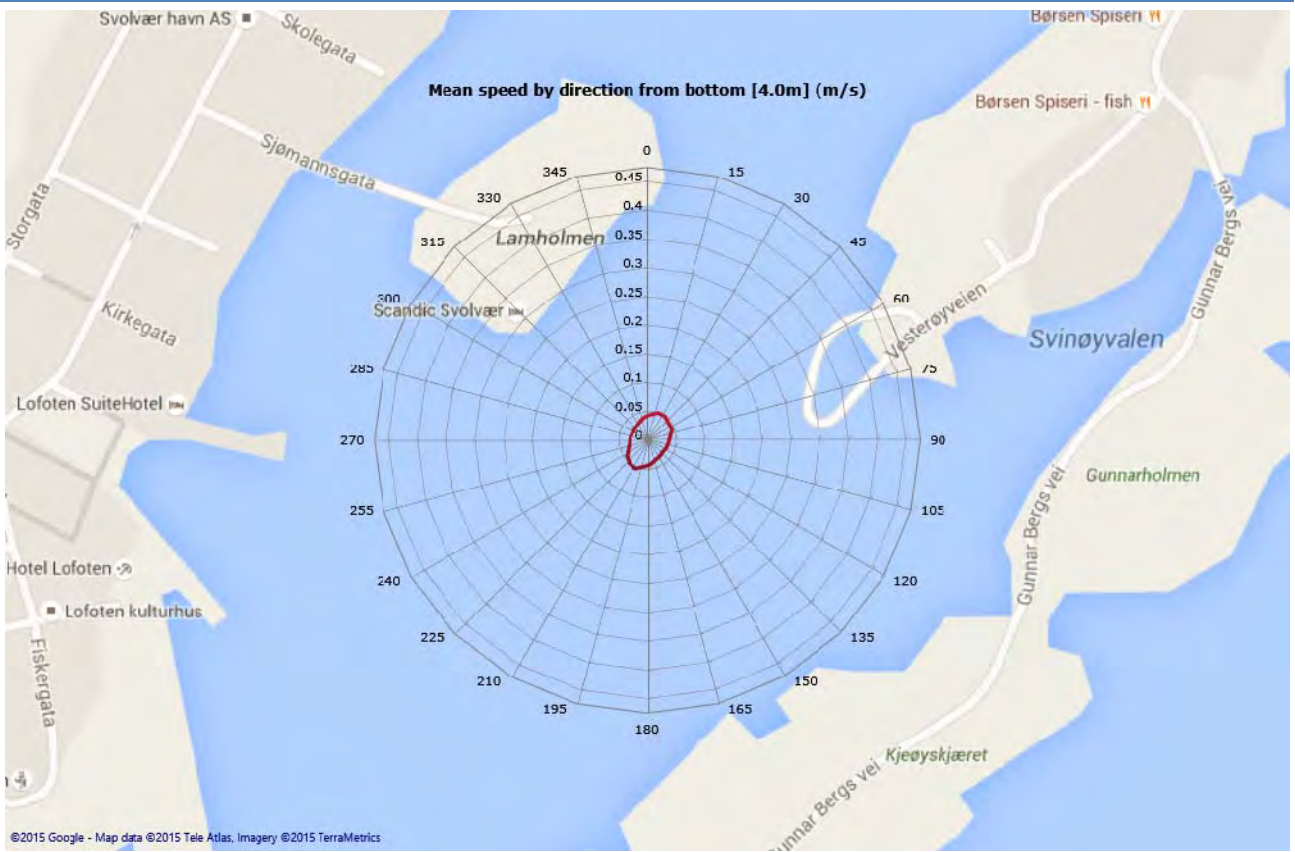 Svolvær havn AS
Skolegata
Børsen Spiseri
Mean speed by direction from bottom [4.0m] (m/s)
Børsen Spiseri - fish
Sjømannsgata
Storgata
Gunnar Bergs vei
0
345
15
330
30
315
45
300
60
285
75
270
90
255
105
240
120
225
135
210
150
195
165
180
0.45
0.4
0.35
0.3
0.25
0.2
0.15
0.1
0.05
0
Lamholmen
Scandic Svolvær
Kirkegata
Vesterøyveien
Svinøyvalen
Lofoten SuiteHotel
Gunnarholmen
Gunnar Bergs vei
Hotel Lofoten
Lofoten kulturhus
Fiskergata
Kjeøyskjæret
Gunnar Bergs vei
©2015 Google - Map data ©2015 Tele Atlas, Imagery ©2015 TerraMetrics